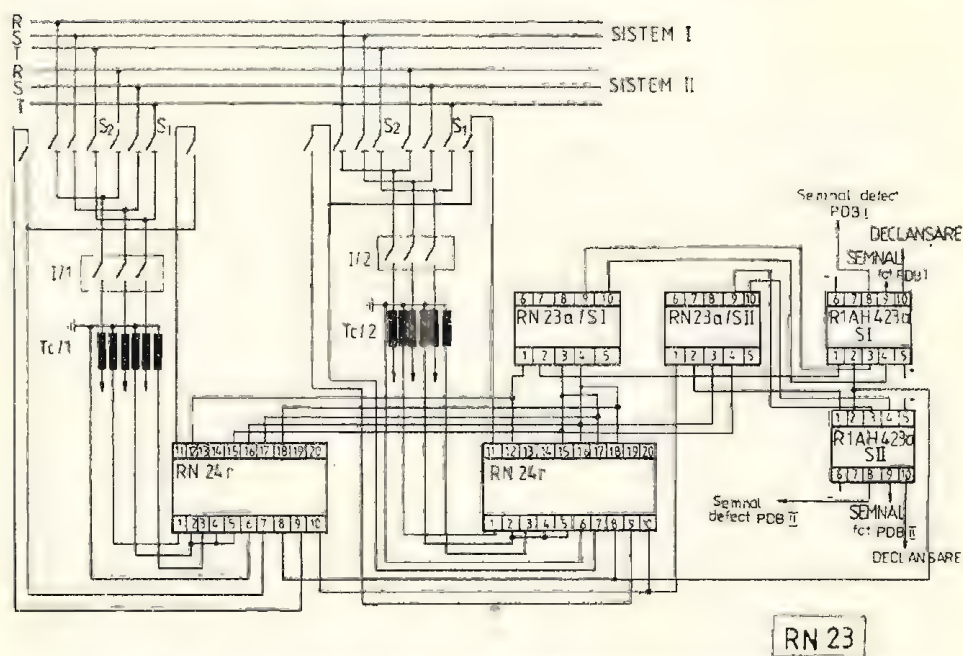 R
S SISTEM I
T
R
S SISTEM II
T
S2 S1 S2 S1
Semnal defect
PDB I
DECLANSARE
SEMNAL
fct PDB I
I/1 I/2
6 7 8 9 10
RN 23a/SI
1 2 3 4 5
6 7 8 9 10
RN23a/SII
1 2 3 4 5
6 7 8 9 10
R1AH 423a
SI
1 2 3 4 5
Tc/1 Tc/2
1 2 3 4 5
R1AH 423a
SII
6 7 8 9 10
11 12 13 14 15 16 17 18 19 20
RN 24r
1 2 3 4 5 6 7 8 9 10
11 12 13 14 15 16 17 18 19 20
RN 24r
1 2 3 4 5 6 7 8 9 10
Semnal
defect PDB II
SEMNAL
fct PDB II
DECLANSARE
RN 23